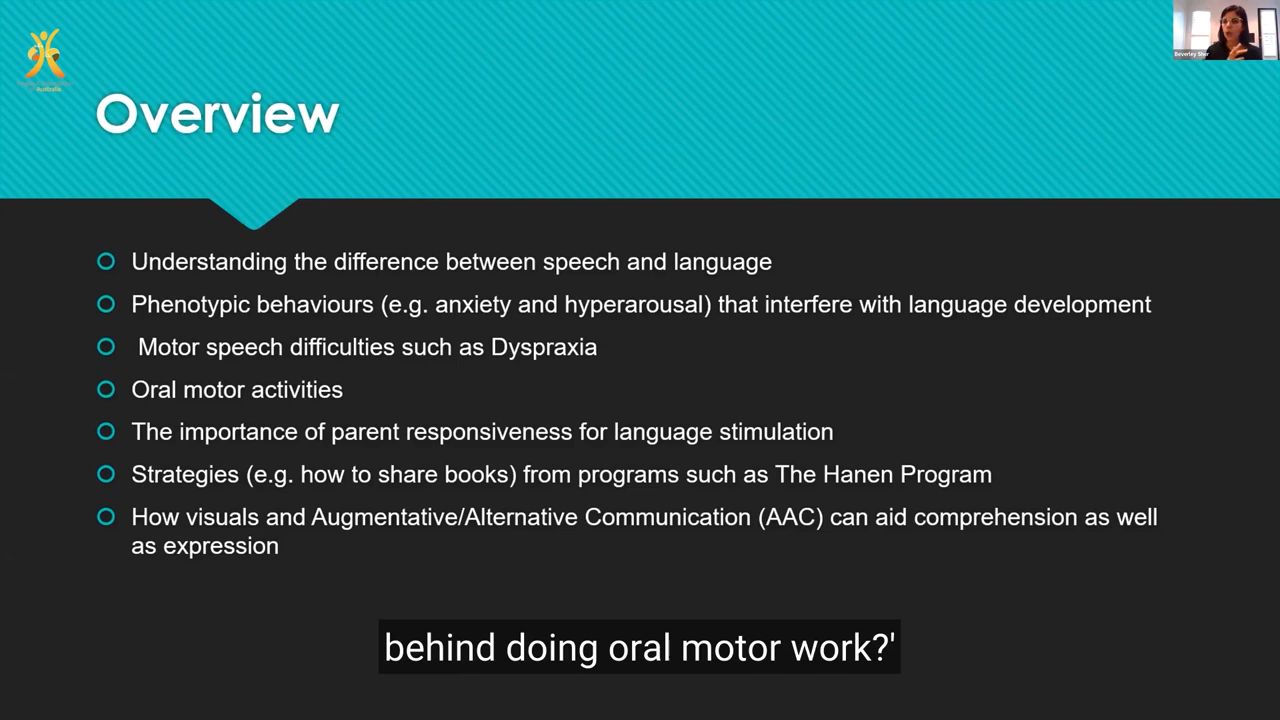 Beverley Sher
Australia
Overview
Understanding the difference between speech and language
Phenotypic behaviours (e.g. anxiety and hyperarousal) that interfere with language development
Motor speech difficulties such as Dyspraxia
Oral motor activities
The importance of parent responsiveness for language stimulation
Strategies (e.g. how to share books) from programs such as The Hanen Program
How visuals and Augmentative/Alternative Communication (AAC) can aid comprehension as well
as expression
behind doing oral motor work?'